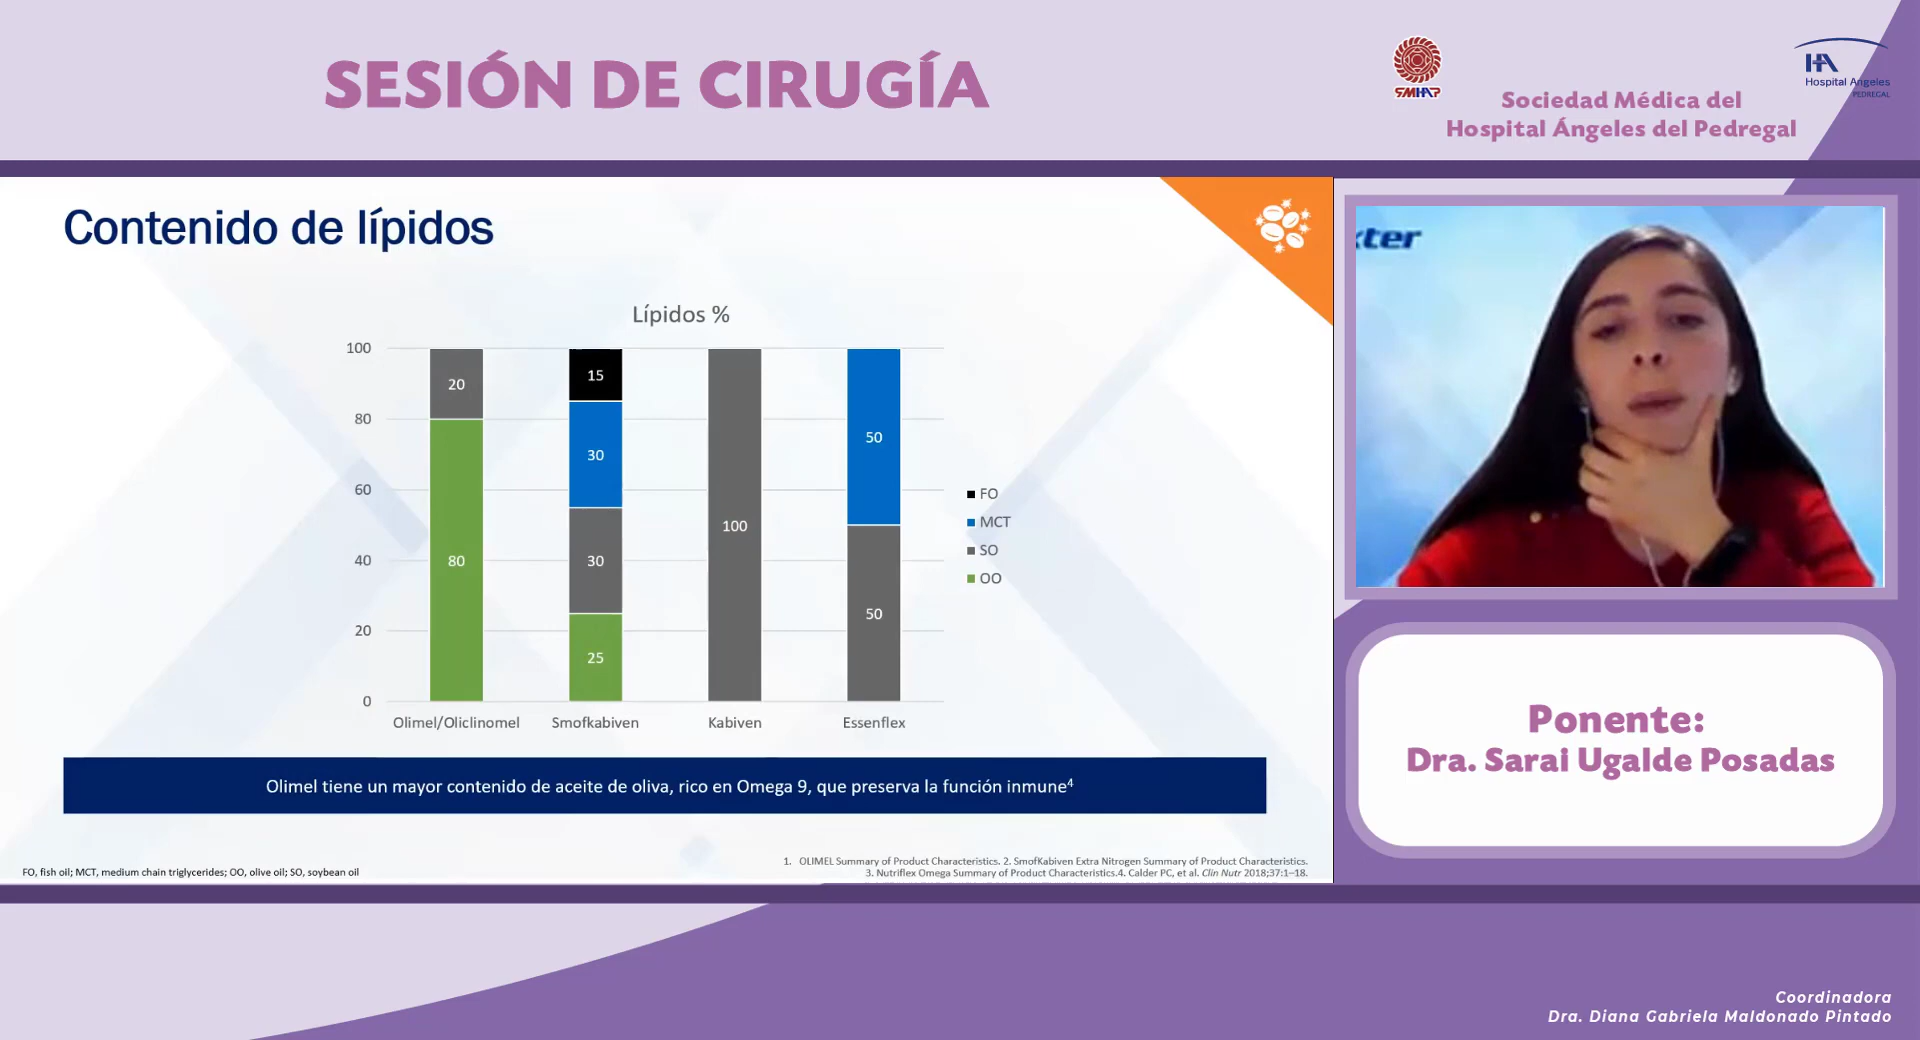 SESIÓN DE CIRUGÍA
SMHAP
Sociedad Médica del
Hospital Ángeles del Pedregal
HA
Hospital Angeles
PEDREGAL
Contenido de lípidos
Lípidos %
100
80
60
40
20
0
20
80
15
30
30
25
100
50
50
Olimel/Oliclinomel
Smofkabiven
Kabiven
Essenflex
FO
MCT
SO
OO
Olimel tiene un mayor contenido de aceite de oliva, rico en Omega 9, que preserva la función inmune4
FO, fish oil; MCT, medium chain triglycerides; OO, olive oil; SO, soybean oil
1. OLIMEL Summary of Product Characteristics. 2. SmofKabiven Extra Nitrogen Summary of Product Characteristics.
3. Nutriflex Omega Summary of Product Characteristics.4. Calder PC, et al. Clin Nutr 2018;37:1–18.
xter
Ponente:
Dra. Sarai Ugalde Posadas
Coordinadora
Dra. Diana Gabriela Maldonado Pintado